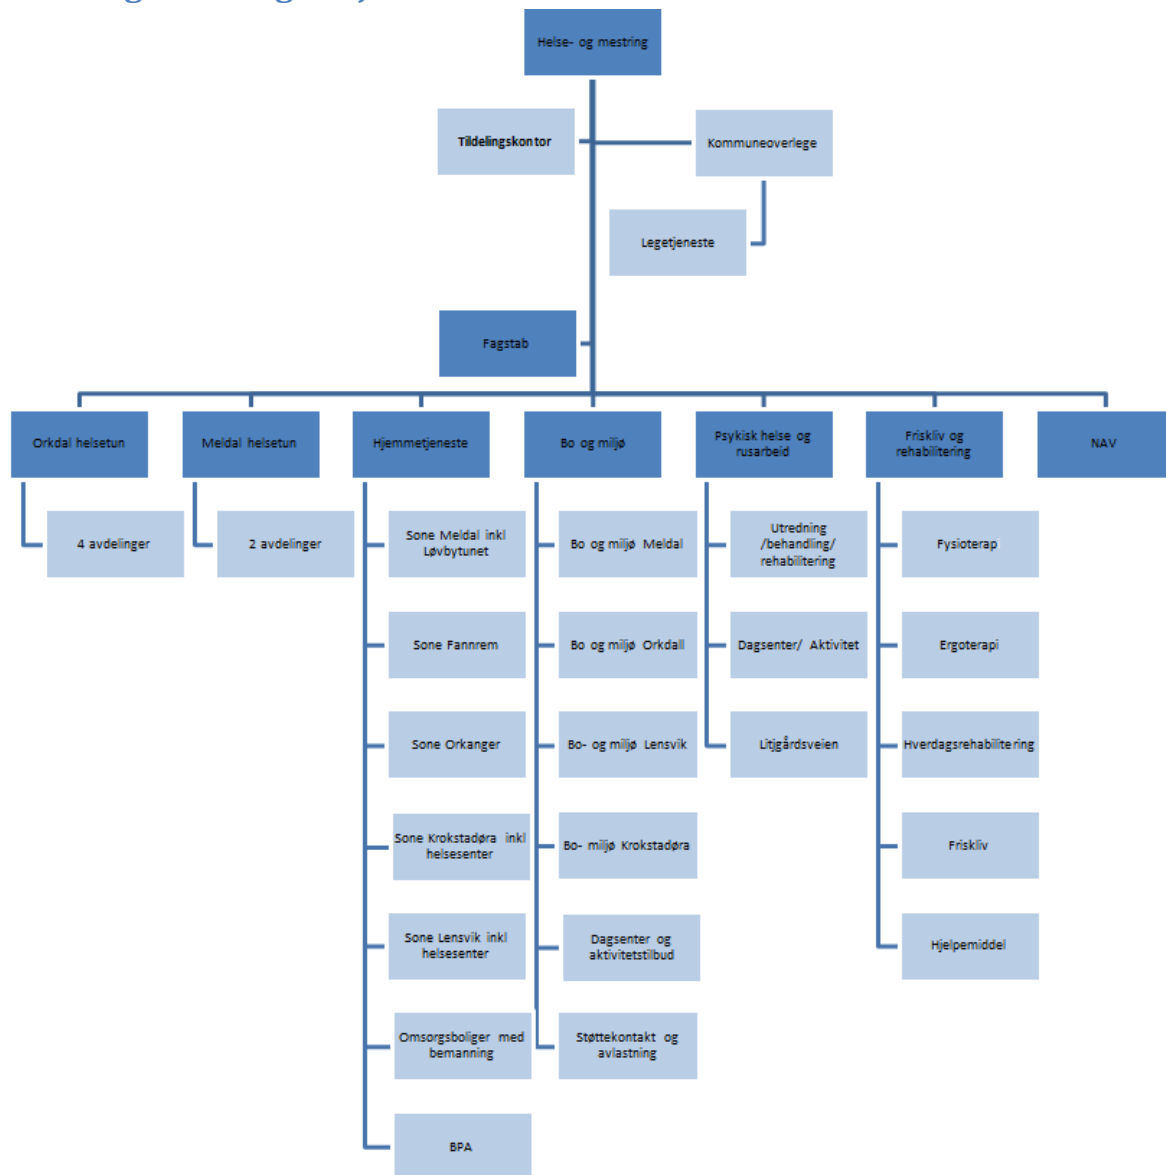 Helse- og mestring
Tildelingskontor
Kommuneoverlege
Legetjeneste
Fagstab
Orkdal helsetun
Meldal helsetun
Hjemmetjeneste
Bo og miljø
Psykisk helse og
rusarbeid
Friskliv og
rehabilitering
NAV
4 avdelinger
2 avdelinger
Sone Meldal inkl
Løvbytunet
Sone Fannrem
Sone Orkanger
Sone Krokstadøra inkl
helsesenter
Sone Lensvik inkl
helsesenter
Omsorgsboliger med
bemanning
BPA
Bo og miljø Meldal
Bo og miljø Orkdall
Bo- og miljø Lensvik
Bo- miljø Krokstadøra
Dagsenter og
aktivitetstilbud
Støttekontakt og
avlastning
Utredning
/behandling/
rehabilitering
Dagsenter/ Aktivitet
Litjgårdsveien
Fysioterap
Ergoterapi
Hverdagsrehabilitering
Friskliv
Hjelpemiddel